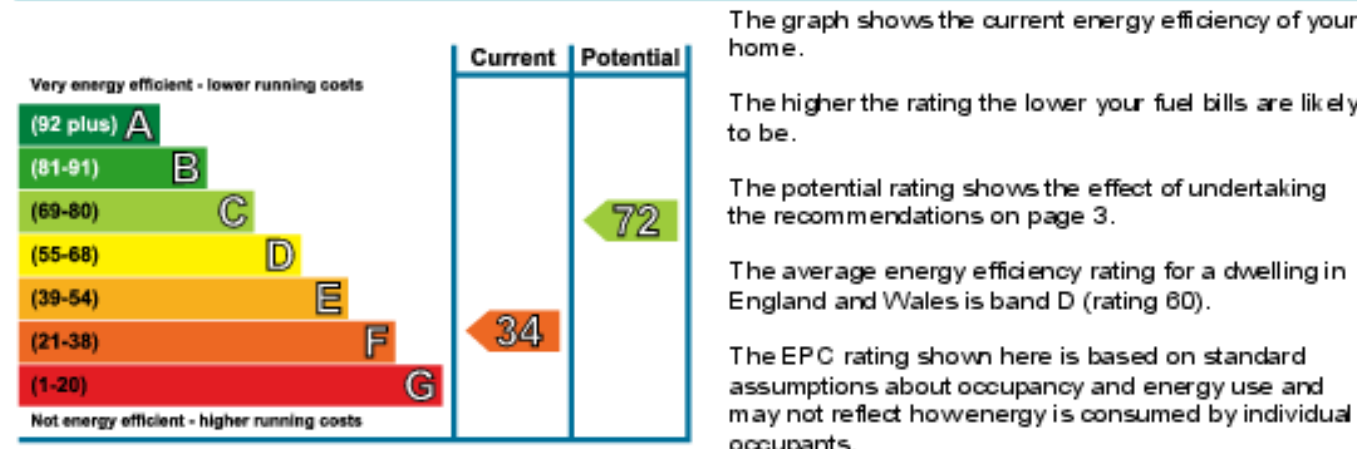 Current Potential
Very energy efficient - lower running costs
(92 plus) A
(81-91) B
(69-80) C
72
(55-68) D
(39-54) E
(21-38) F
34
(1-20) G
Not energy efficient - higher running costs
The graph shows the current energy efficiency of your
home.
The higher the rating the lower your fuel bills are likely
to be.
The potential rating shows the effect of undertaking
the recommendations on page 3.
The average energy efficiency rating for a dwelling in
England and Wales is band D (rating 60).
The EPC rating shown here is based on standard
assumptions about occupancy and energy use and
may not reflect how energy is consumed by individual
occupants.